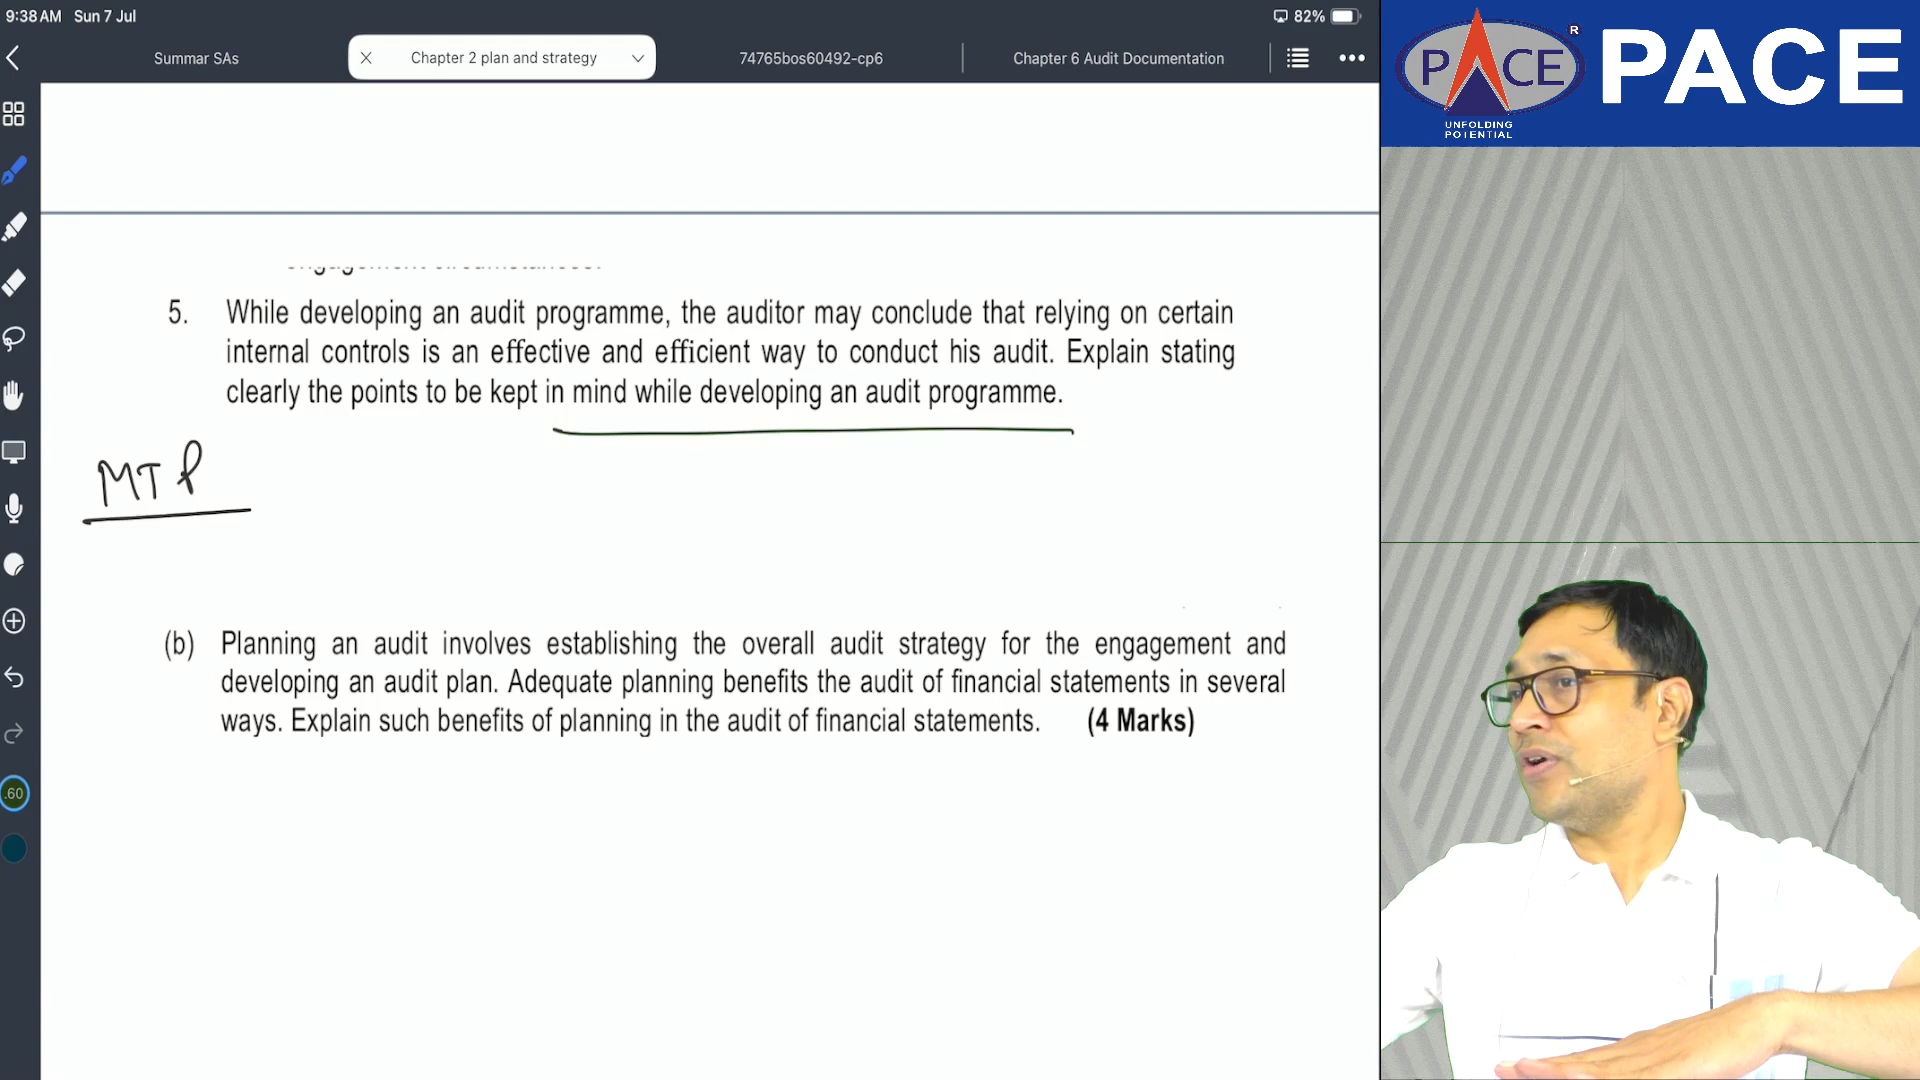 9:38 AM Sun 7 Jul
82%
Summar SAs
Chapter 2 plan and strategy
74765bos60492-cp6
Chapter 6 Audit Documentation
PACE
UNFOLDING
POTENTIAL
®
PACE
5. While developing an audit programme, the auditor may conclude that relying on certain
internal controls is an effective and efficient way to conduct his audit. Explain stating
clearly the points to be kept in mind while developing an audit programme.
MTP
(b) Planning an audit involves establishing the overall audit strategy for the engagement and
developing an audit plan. Adequate planning benefits the audit of financial statements in several
ways. Explain such benefits of planning in the audit of financial statements. (4 Marks)
.60